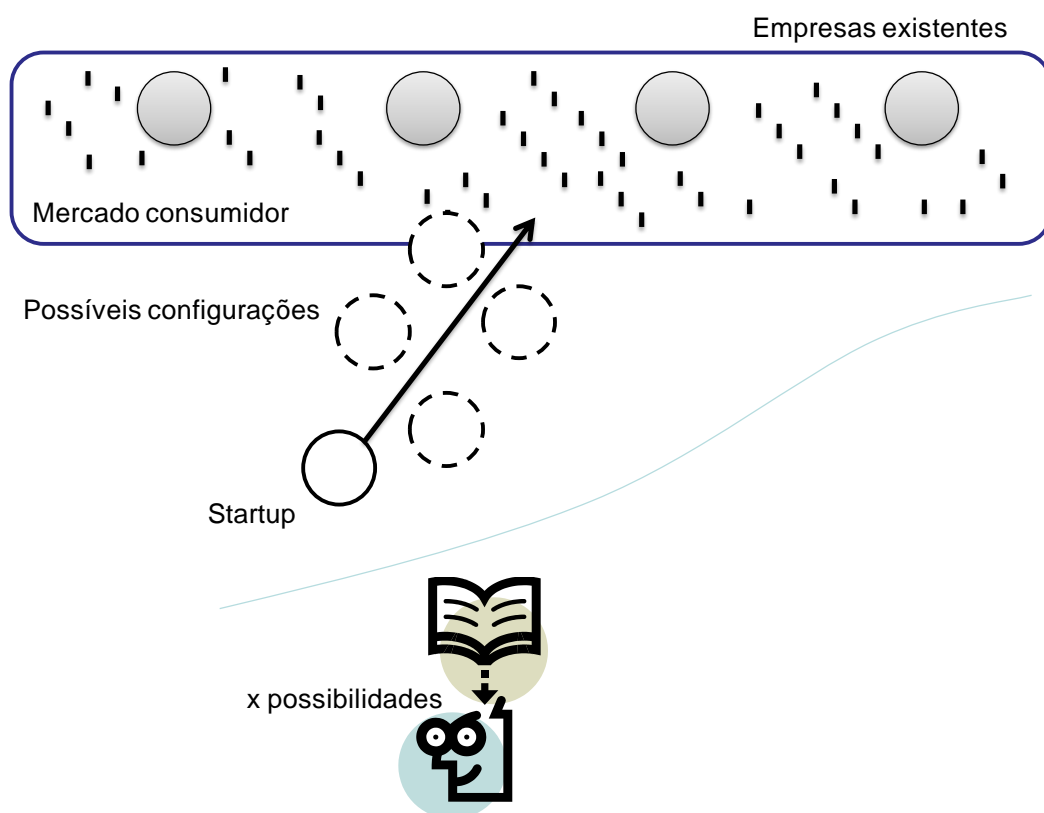 Empresas existentes
Mercado consumidor
Possíveis configurações
Startup
x possibilidades